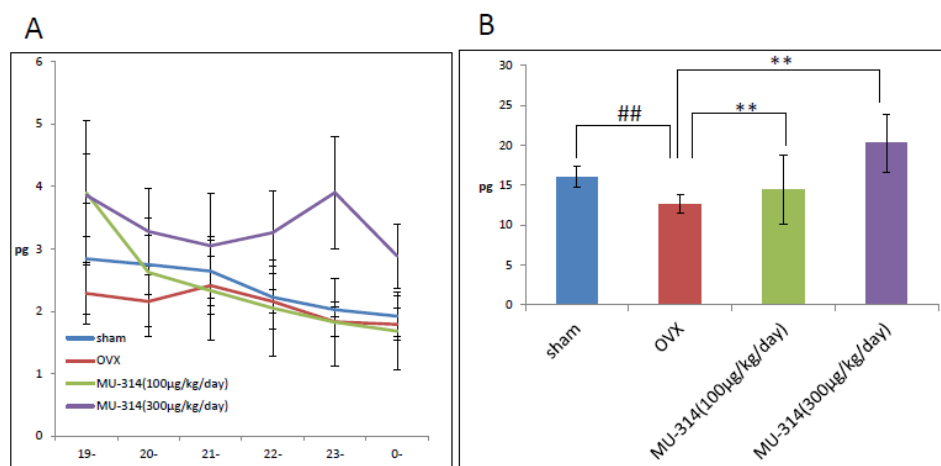 A
6
5
4
3
2
1
0
pg
sham
OVX
MU-314(100μg/kg/day)
MU-314(300μg/kg/day)
19-
20-
21-
22-
23-
0-
B
30
25
20
15
10
5
0
pg
##
**
**
sham
OVX
MU-314(100μg/kg/day)
MU-314(300μg/kg/day)